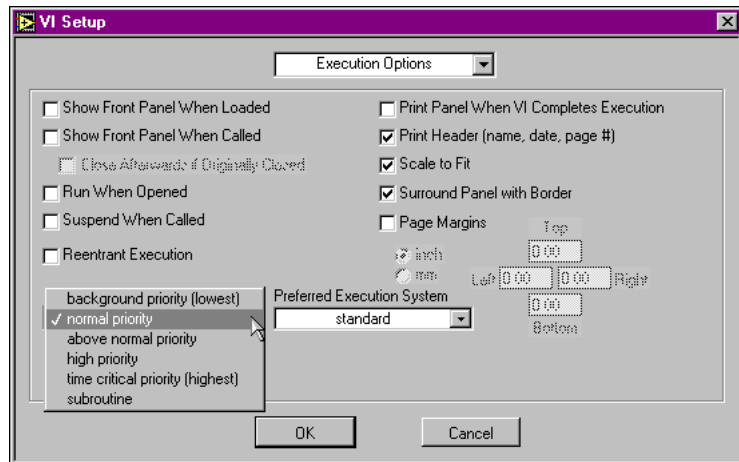 VI Setup
Execution Options
Show Front Panel When Loaded
Show Front Panel When Called
Close Afterwards if Originally Closed
Run When Opened
Suspend When Called
Reentrant Execution
background priority (lowest)
normal priority
above normal priority
high priority
time critical priority (highest)
subroutine
Preferred Execution System
standard
Print Panel When VI Completes Execution
Print Header (name, date, page #)
Scale to Fit
Surround Panel with Border
Page Margins
inch
mm
Top
0.00
Left 0.00 0.00 Right
0.00
Bottom
OK
Cancel